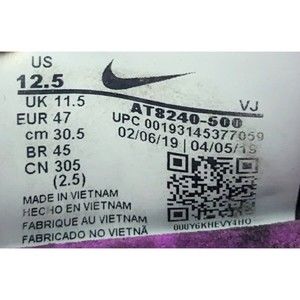 US
12.5
UK 11.5
EUR 47
cm 30.5
BR 45
CN 305
(2.5)
MADE IN VIETNAM
HECHO EN VIETNAM
FABRIQUE AU VIETNAM
FABRICADO NO VIETNÃ
AT8240-600 VJ
UPC 00193145377059
02/06/19 | 04/05/19